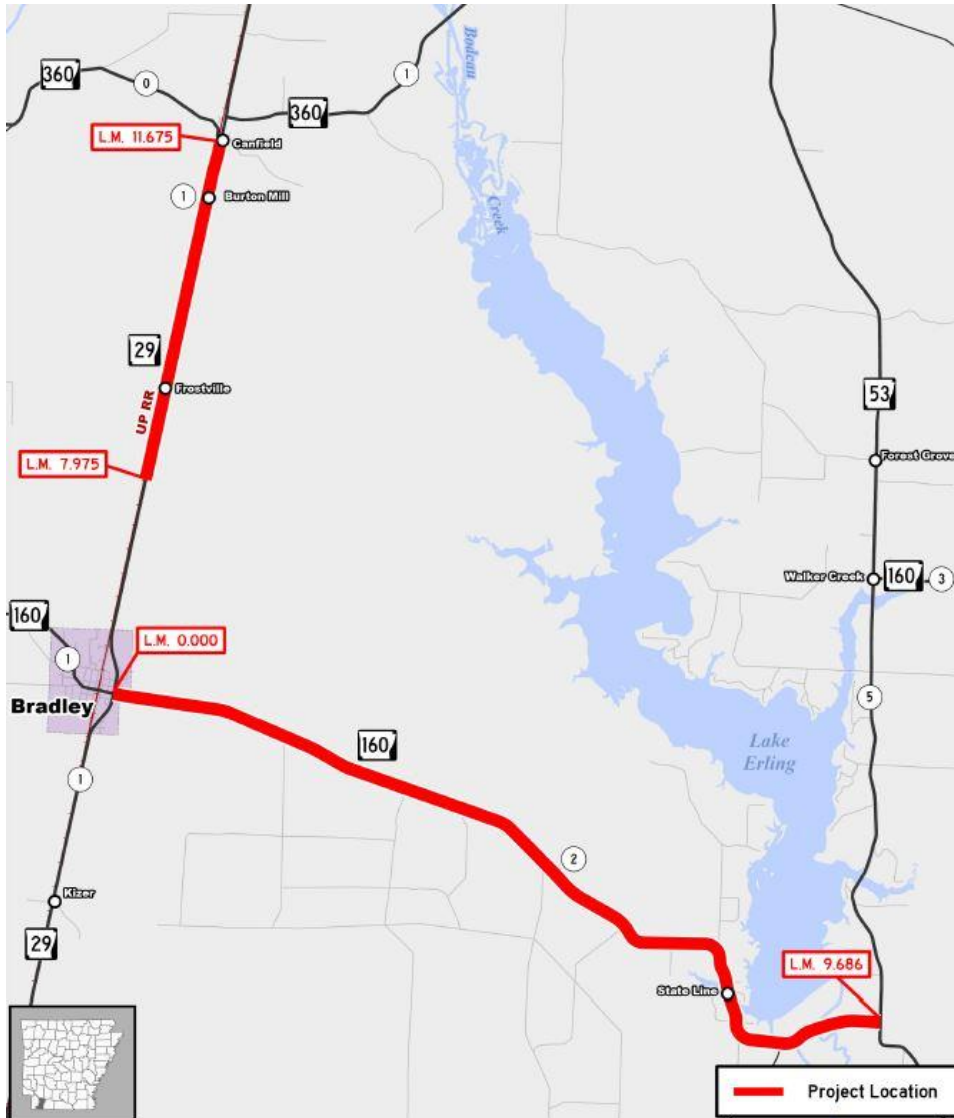 Bodcau
360
0
1
360
L.M. 11.675
Canfield
1
Burton Mill
Creek
29
53
Frostville
UP RR
Forest Grove
L.M. 7.975
Walker Creek
160
3
160
L.M. 0.000
1
Bradley
5
160
Lake
Erling
1
2
Kizer
29
L.M. 9.686
State Line
Project Location